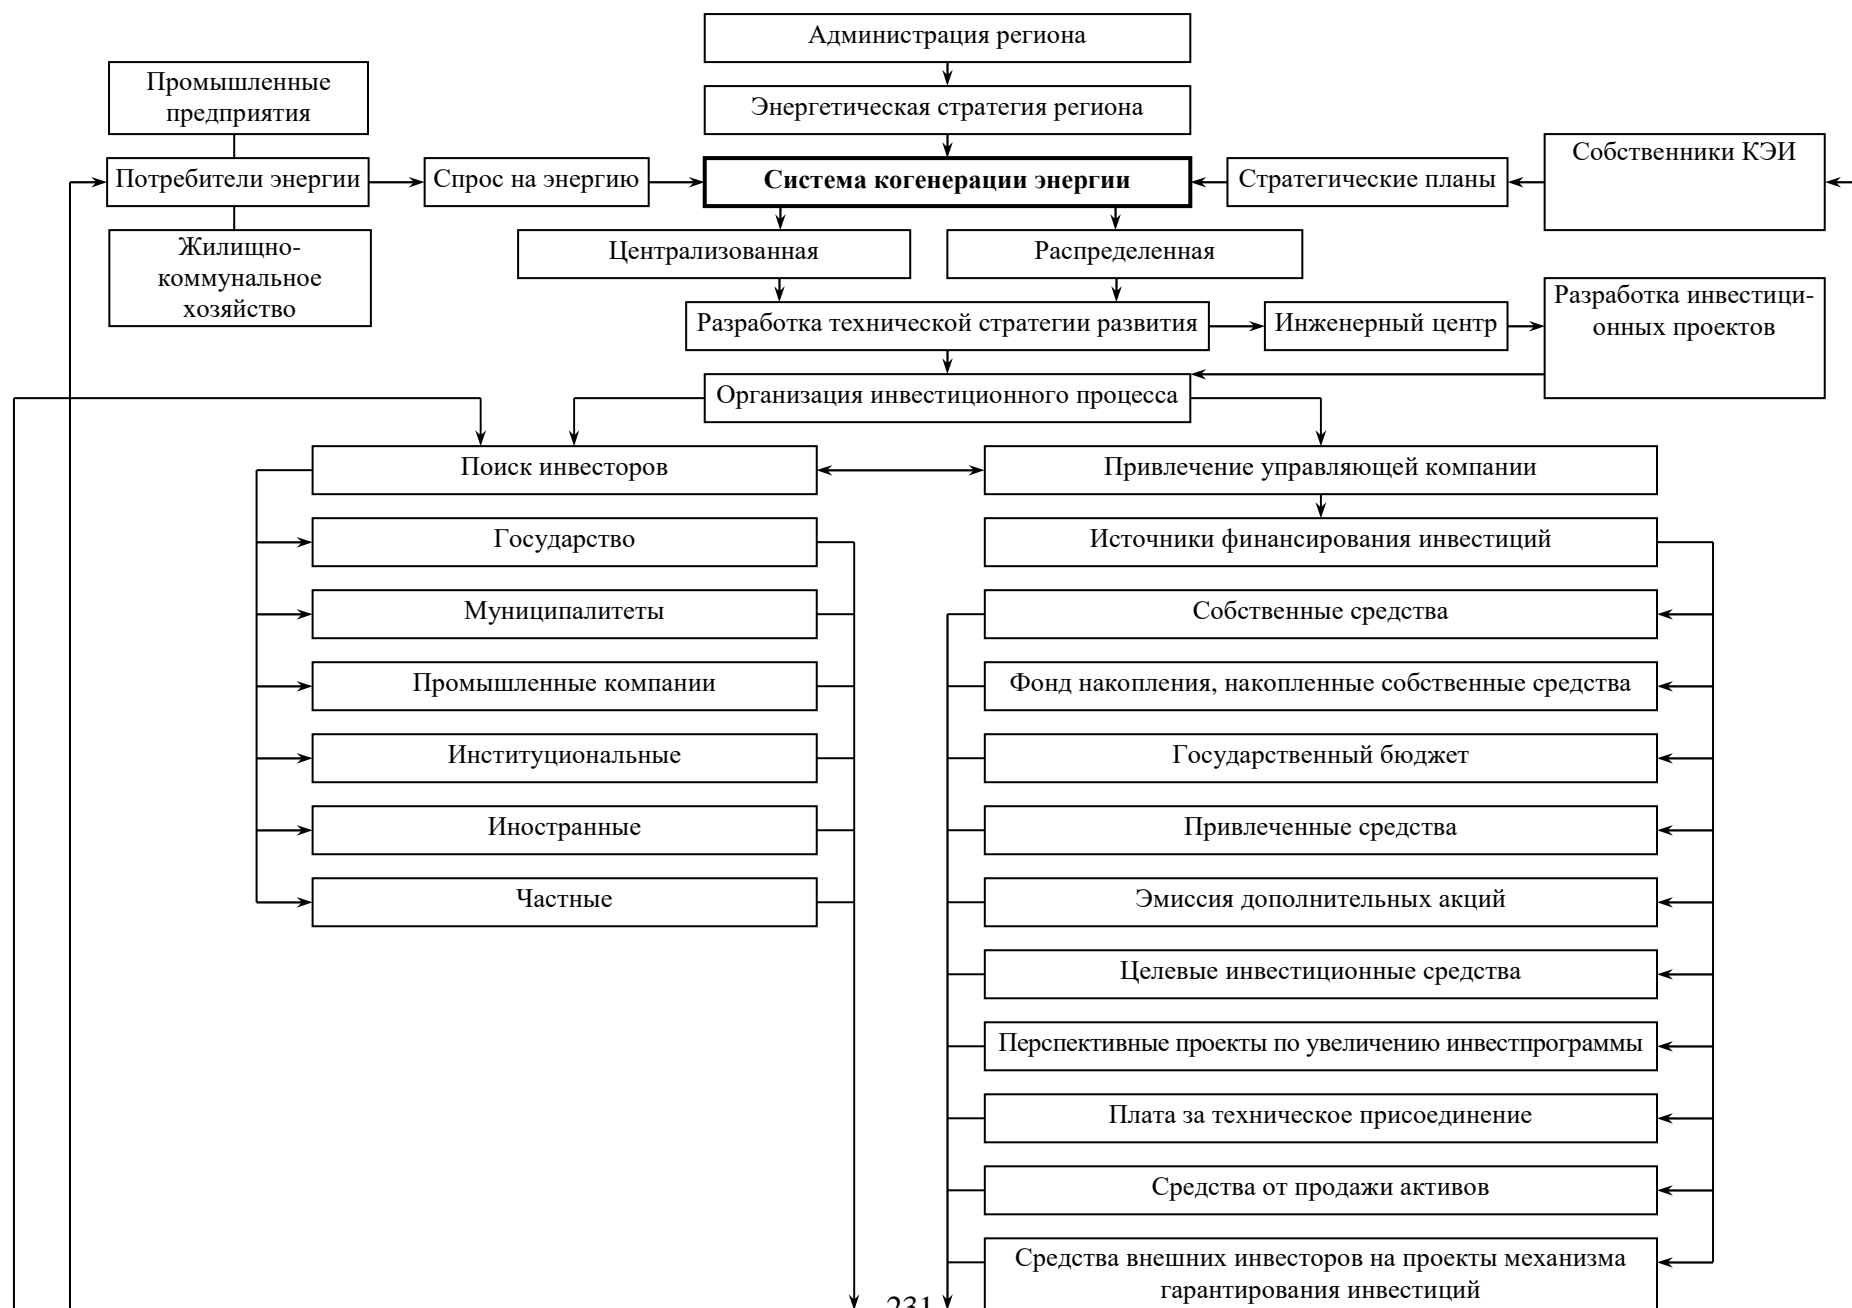 Администрация региона
Промышленные
предприятия
Энергетическая стратегия региона
Собственники КЭИ
Потребители энергии
Спрос на энергию
Система когенерации энергии
Стратегические планы
Жилищно-
коммунальное
хозяйство
Централизованная
Распределенная
Разработка инвестици-
онных проектов
Разработка технической стратегии развития
Инженерный центр
Организация инвестиционного процесса
Поиск инвесторов
Привлечение управляющей компании
Государство
Источники финансирования инвестиций
Муниципалитеты
Собственные средства
Промышленные компании
Фонд накопления, накопленные собственные средства
Институциональные
Государственный бюджет
Иностранные
Привлеченные средства
Частные
Эмиссия дополнительных акций
Целевые инвестиционные средства
Перспективные проекты по увеличению инвестпрограммы
Плата за техническое присоединение
Средства от продажи активов
Средства внешних инвесторов на проекты механизма
гарантирования инвестиций
231